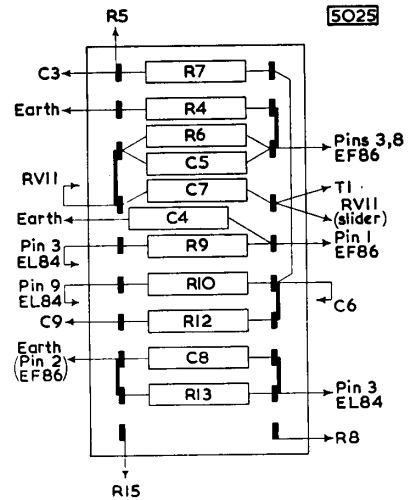 R5
5025
C3
R7
Earth
R4
R6
Pins 3,8
EF86
C5
RV11
C7
T1
RV11
(slider)
Earth
C4
Pin 3
EL84
R9
Pin 1
EF86
Pin 9
EL84
R10
C6
C9
R12
Earth
(Pin 2
EF86)
C8
R13
Pin 3
EL84
R8
R15